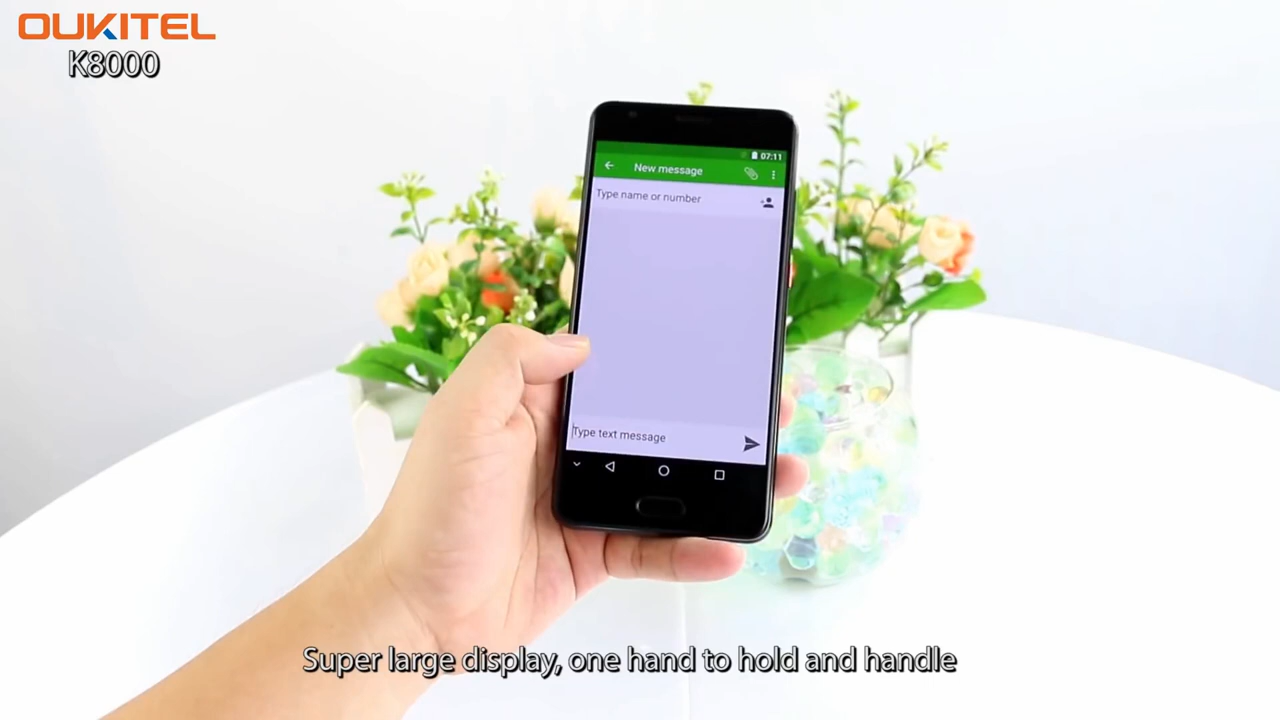 OUKITEL
K8000
07:11
New message
Type name or number
Type text message
Super large display, one hand to hold and handle